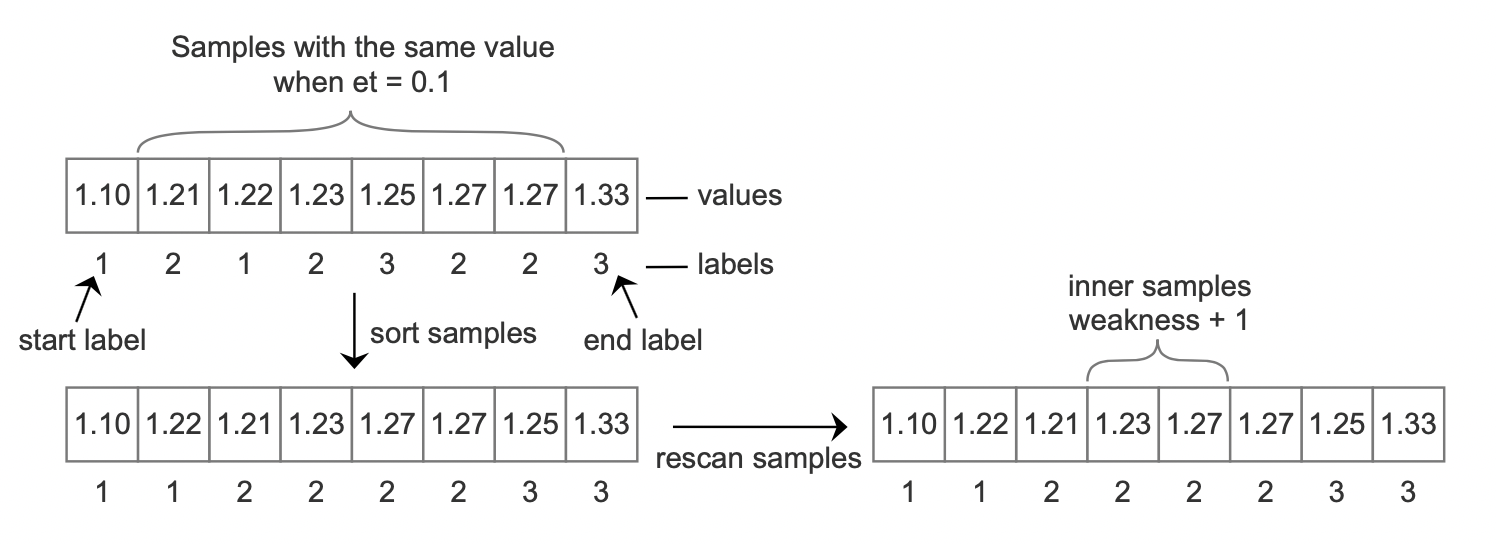 Samples with the same value
when et = 0.1
1.10 1.21 1.22 1.23 1.25 1.27 1.27 1.33 values
1 2 1 2 3 2 2 3 labels
start label
sort samples
end label
inner samples
weakness + 1
1.10 1.22 1.21 1.23 1.27 1.27 1.25 1.33
1 1 2 2 2 2 3 3
rescan samples
1.10 1.22 1.21 1.23 1.27 1.27 1.25 1.33
1 1 2 2 2 2 3 3